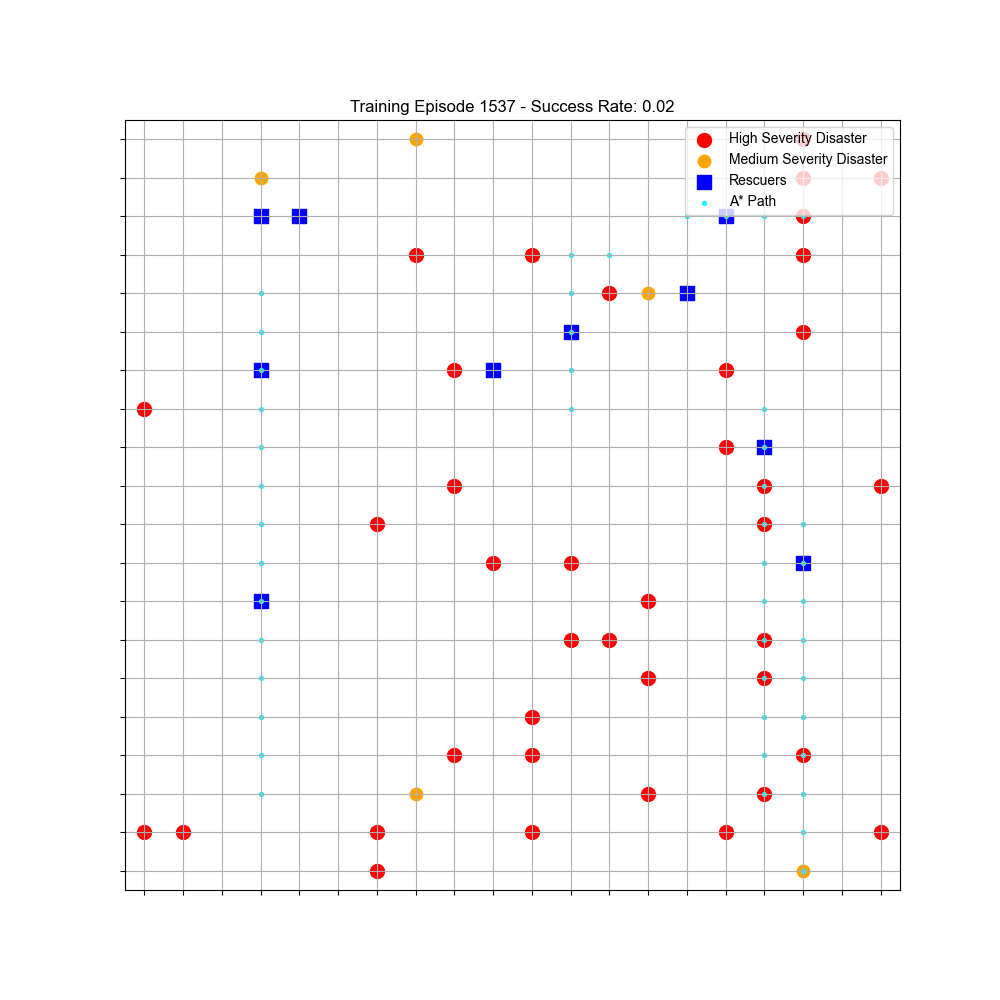 Training Episode 1537 - Success Rate: 0.02
High Severity Disaster
Medium Severity Disaster
Rescuers
A* Path